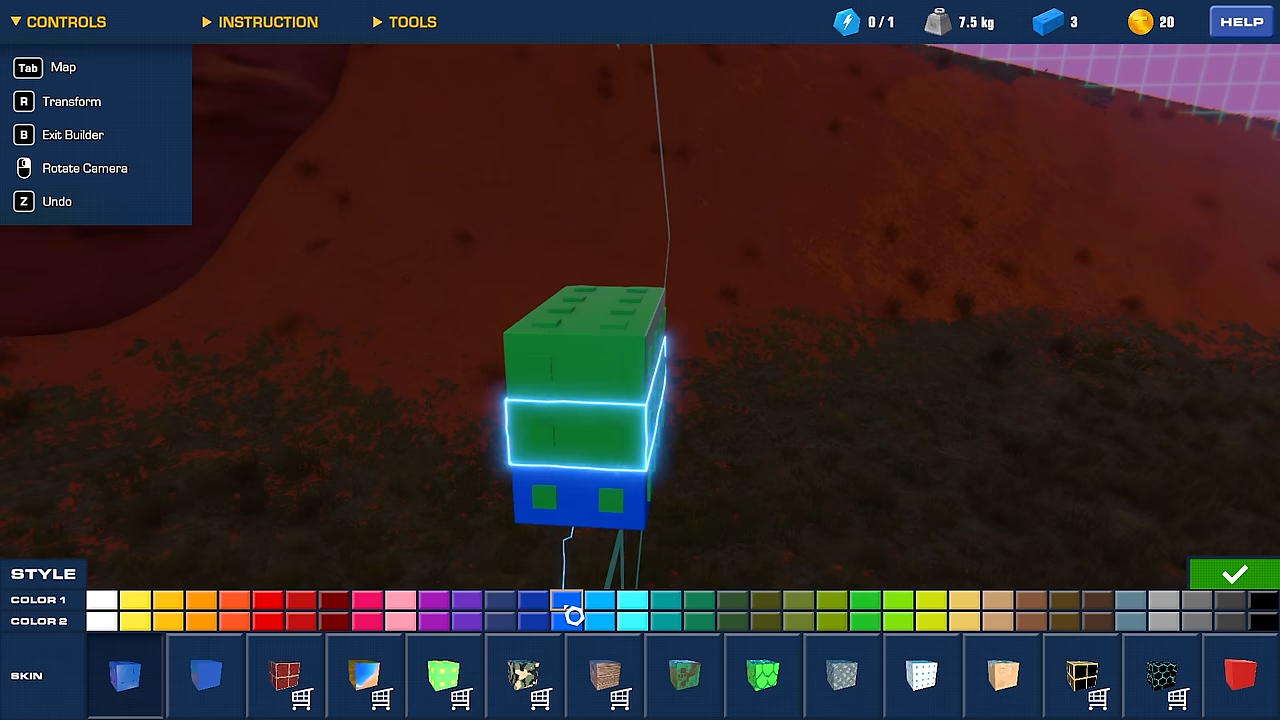 CONTROLS
INSTRUCTION
TOOLS
0 / 1
7.5 kg
3
20
HELP
Tab Map
R Transform
B Exit Builder
Rotate Camera
Z Undo
STYLE
COLOR 1
COLOR 2
SKIN